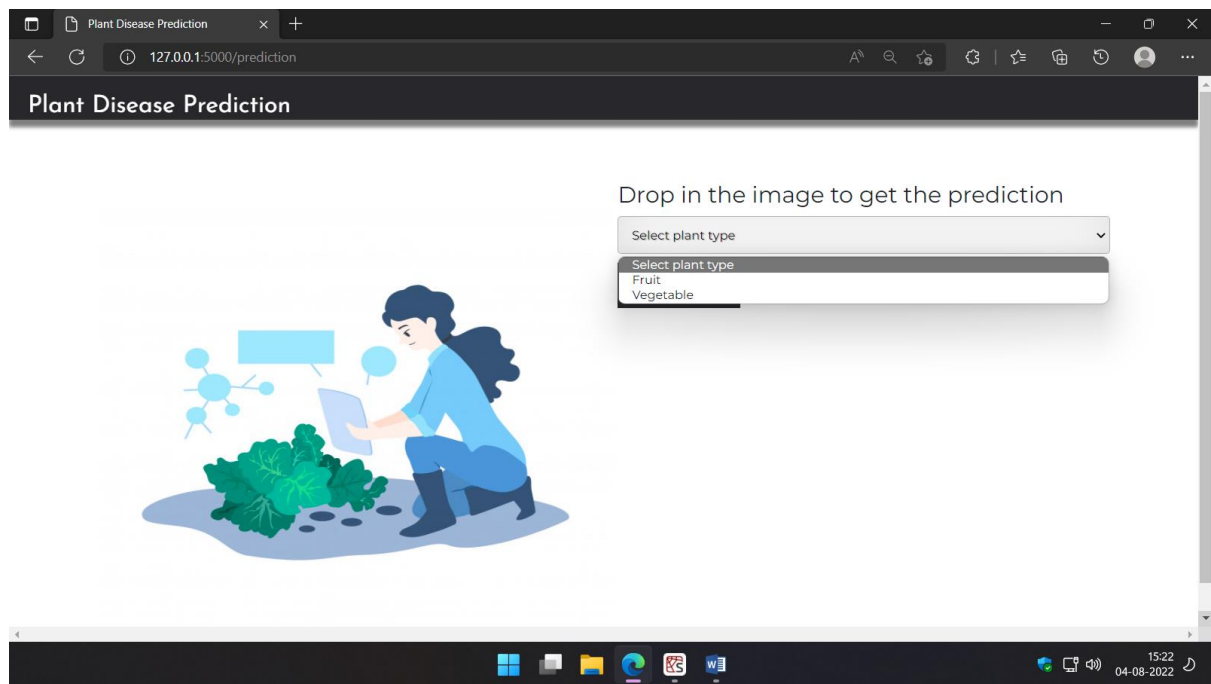 Plant Disease Prediction
127.0.0.1:5000/prediction
Plant Disease Prediction
Drop in the image to get the prediction
Select plant type
Select plant type
Fruit
Vegetable
15:22
04-08-2022